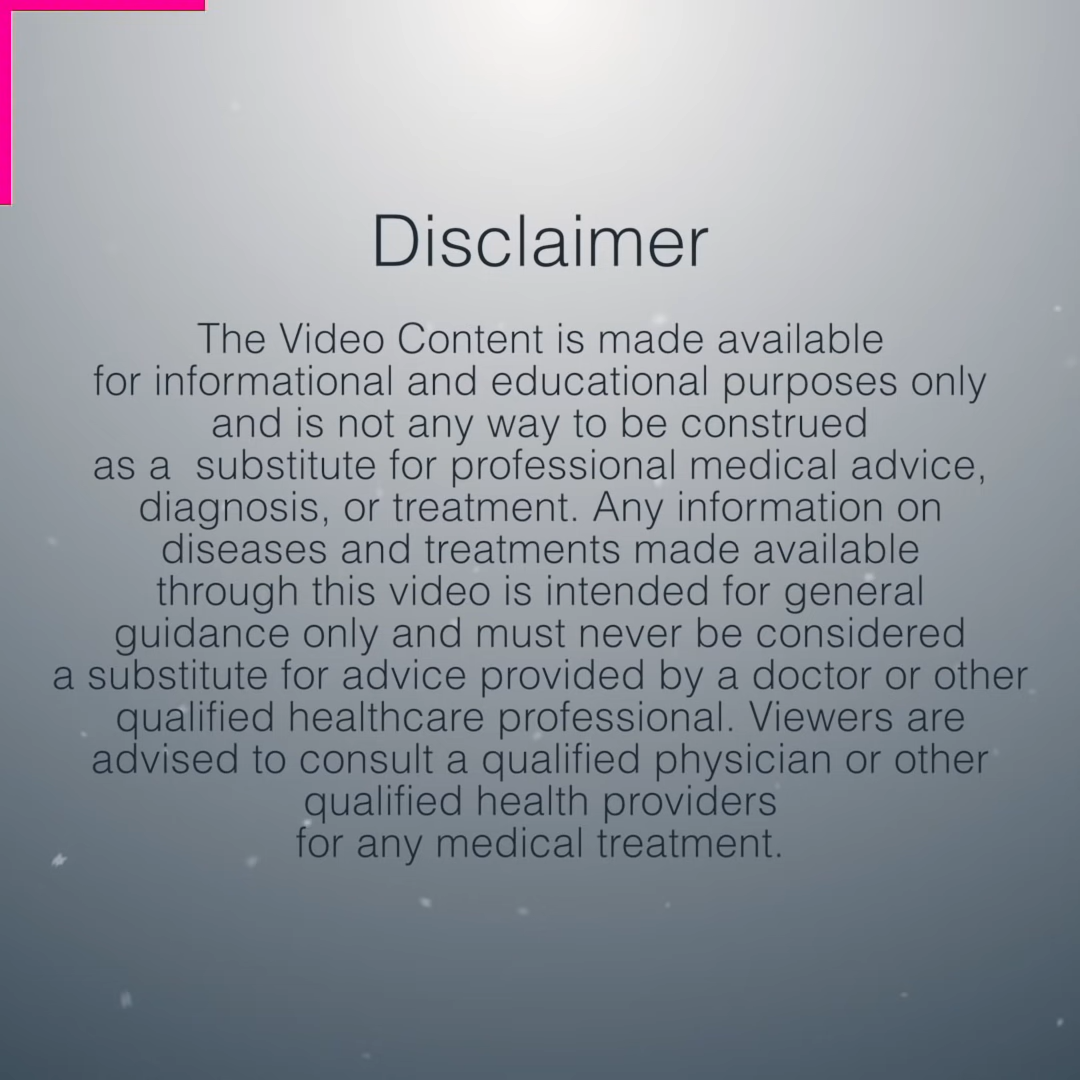 Disclaimer
The Video Content is made available
for informational and educational purposes only
and is not any way to be construed
as a  substitute for professional medical advice,
diagnosis, or treatment. Any information on
diseases and treatments made available
through this video is intended for general
guidance only and must never be considered
a substitute for advice provided by a doctor or other
qualified healthcare professional. Viewers are
advised to consult a qualified physician or other
qualified health providers
for any medical treatment.